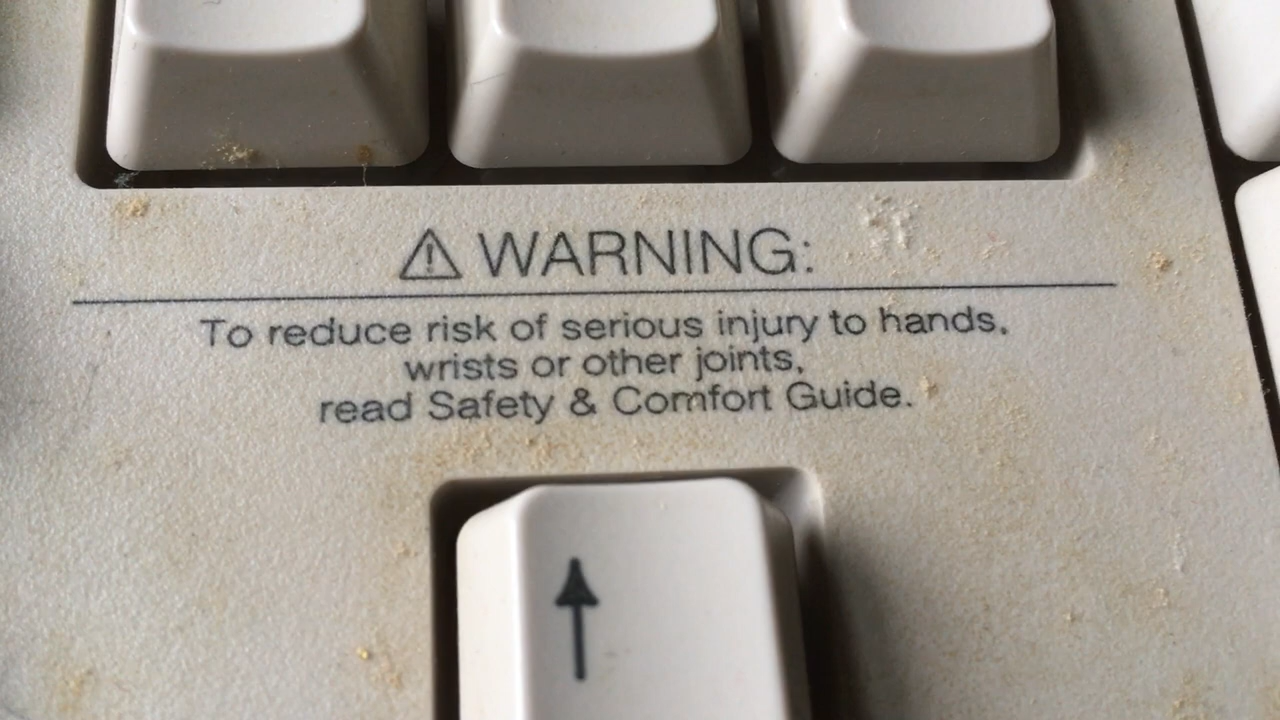 ⚠ WARNING:
To reduce risk of serious injury to hands,
wrists or other joints,
read Safety & Comfort Guide.
↑